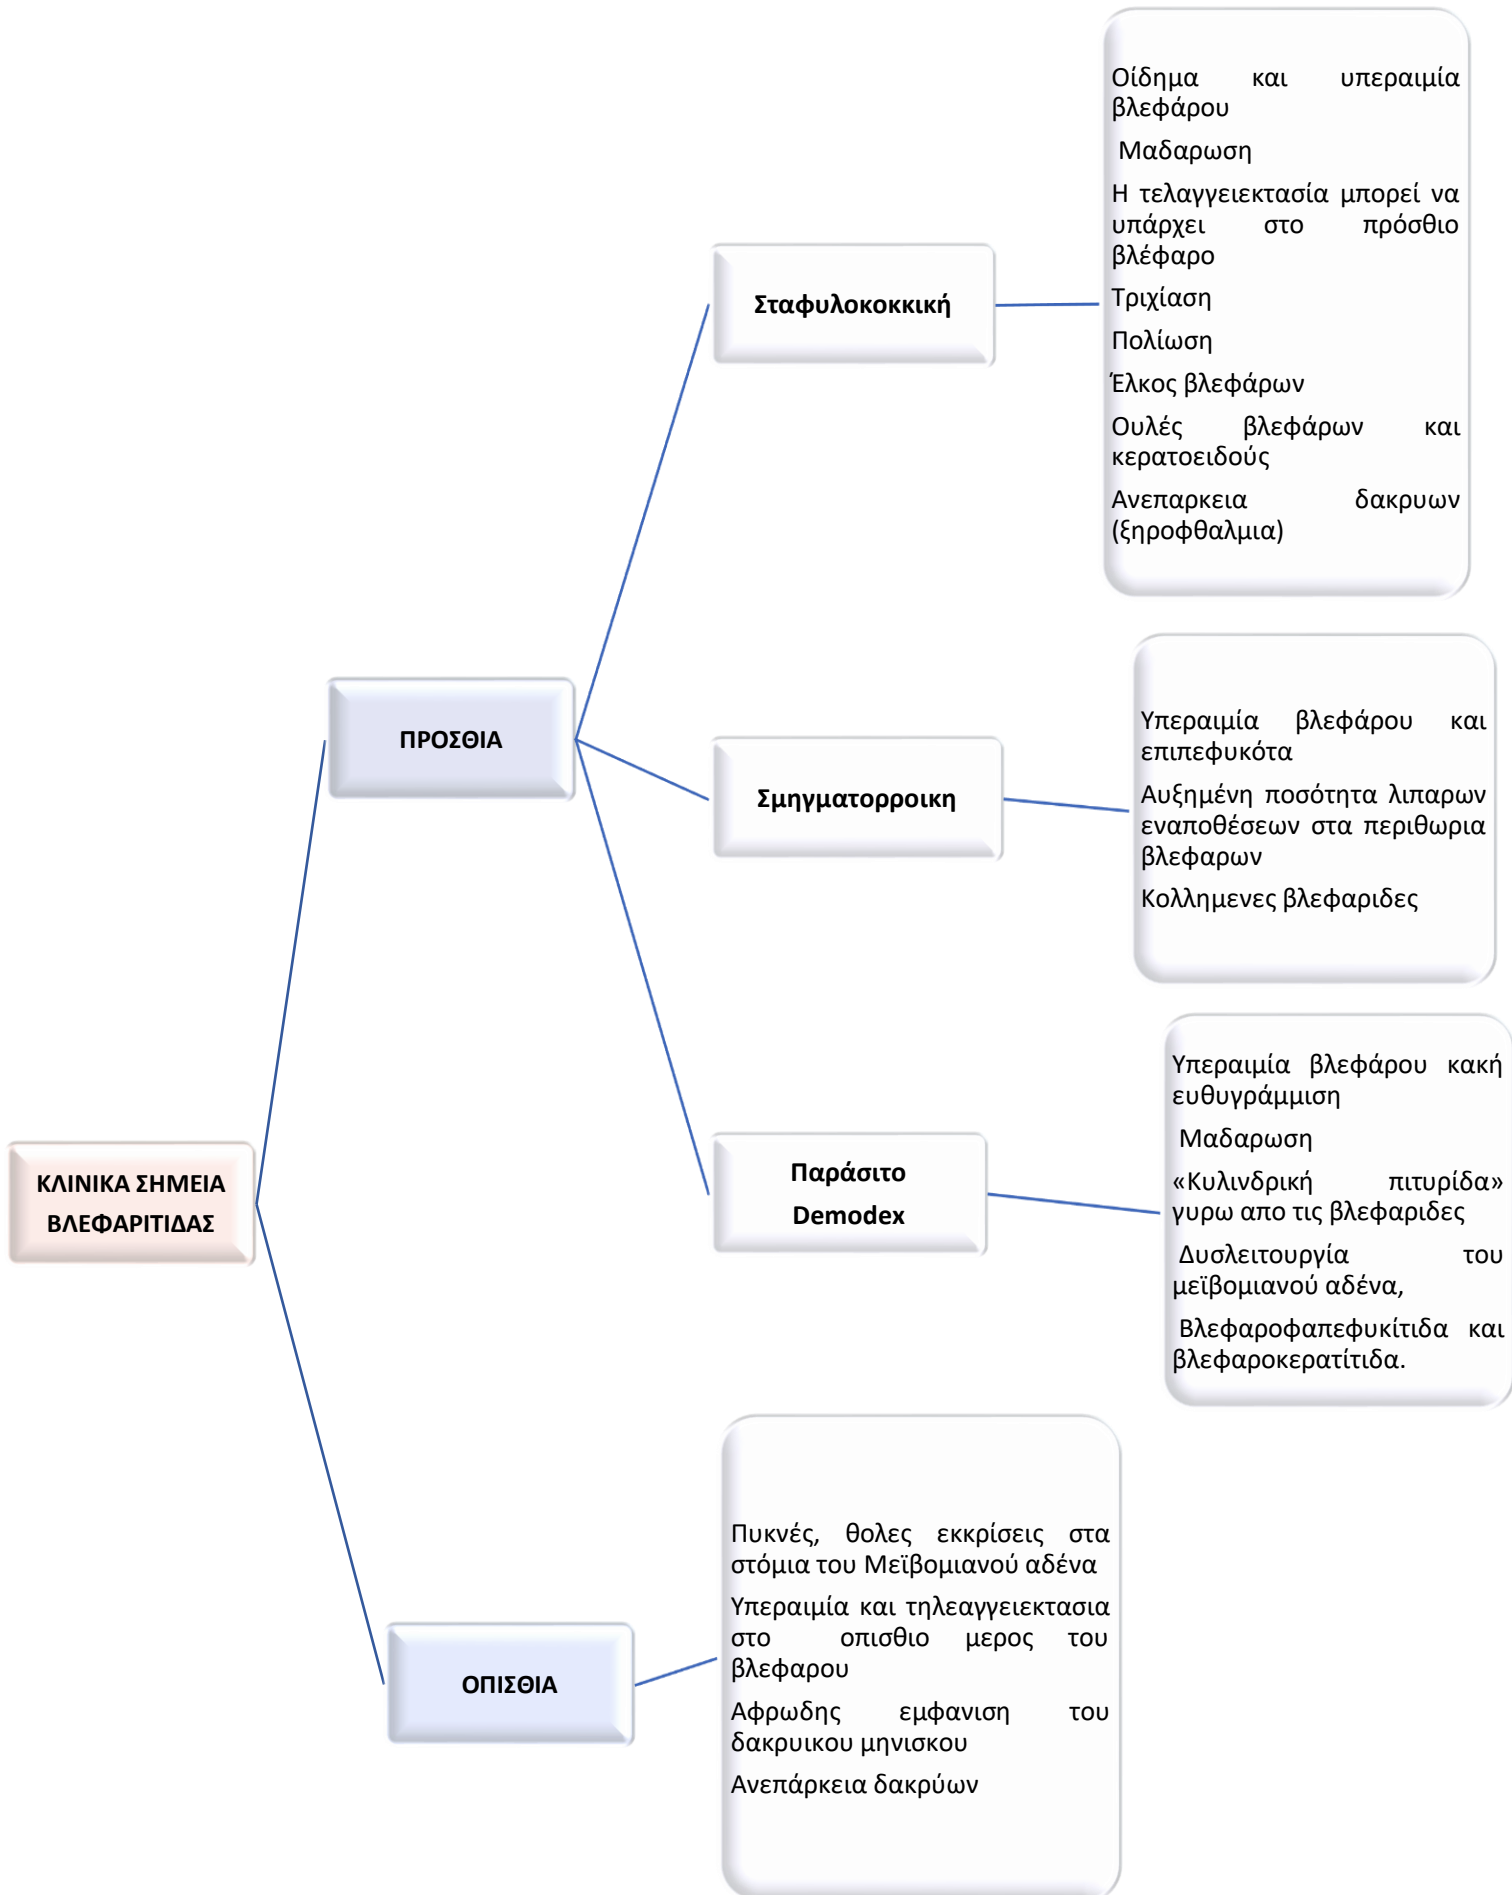 ΚΛΙΝΙΚΑ ΣΗΜΕΙΑ
ΒΛΕΦΑΡΙΤΙΔΑΣ
ΠΡΟΣΘΙΑ
Σταφυλοκοκκική
Οίδημα και υπεραιμία
βλεφάρου
Μαδαρωση
Η τελαγγειεκτασία μπορεί να
υπάρχει στο πρόσθιο
βλέφαρο
Τριχίαση
Πολίωση
Έλκος βλεφάρων
Ουλές βλεφάρων και
κερατοειδούς
Ανεπαρκεια δακρυων
(ξηροφθαλμια)
Σμηγματορροικη
Υπεραιμία βλεφάρου και
επιπεφυκότα
Αυξημένη ποσότητα λιπαρων
εναποθέσεων στα περιθωρια
βλεφαρων
Κολλημενες βλεφαριδες
Παράσιτο
Demodex
Υπεραιμία βλεφάρου κακή
ευθυγράμμιση
Μαδαρωση
«Κυλινδρική πιτυρίδα»
γυρω απο τις βλεφαριδες
Δυσλειτουργία του
μεϊβομιανού αδένα,
Βλεφαροφαπεφυκίτιδα και
βλεφαροκερατίτιδα.
ΟΠΙΣΘΙΑ
Πυκνές, θολες εκκρίσεις στα
στόμια του Μεϊβομιανού αδένα
Υπεραιμία και τηλεαγγειεκτασια
στο οπισθιο μερος του
βλεφαρου
Αφρωδης εμφανιση του
δακρυικου μηνισκου
Ανεπάρκεια δακρύων